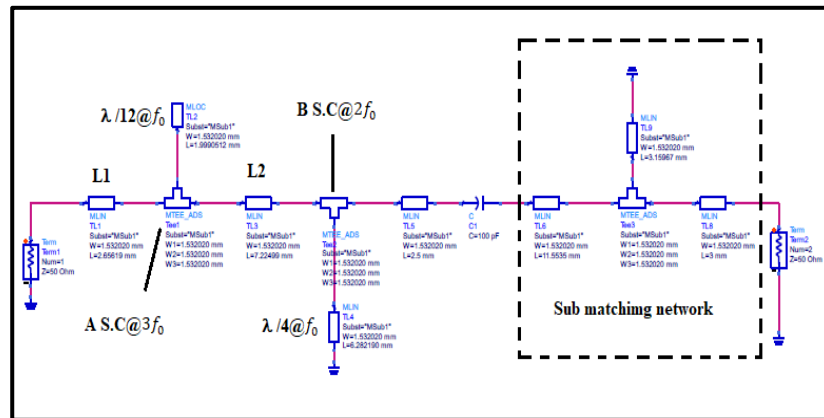 λ /12@f₀
MLOC
TL2
Subst="MSub1"
W=1.532020 mm
L=1.9990512 mm
B S.C@2f₀
MLIN
TL9
Subst="MSub1"
W=1.532020 mm
L=3.15967 mm
L1
L2
MLIN
TL1
Subst="MSub1"
W=1.532020 mm
L=2.65619 mm
MTEE_ADS
Tee1
Subst="MSub1"
W1=1.532020 mm
W2=1.532020 mm
W3=1.532020 mm
MLIN
TL3
Subst="MSub1"
W=1.532020 mm
L=7.22499 mm
MTEE_ADS
Subst="MSub1"
W1=1.532020 mm
W2=1.532020 mm
W3=1.532020 mm
MLIN
TL5
Subst="MSub1"
W=1.532020 mm
L=2.5 mm
C
C1
C=100 pF
MLIN
TL6
Subst="MSub1"
W=1.532020 mm
L=11.5535 mm
MTEE_ADS
Tee3
Subst="MSub1"
W1=1.532020 mm
W2=1.532020 mm
W3=1.532020 mm
MLIN
TL8
Subst="MSub1"
W=1.532020 mm
L=3 mm
Term
Term1
Num=1
Z=50 Ohm
Term
Term2
Num=2
Z=50 Ohm
A S.C@3f₀
λ /4@f₀
MLIN
TL4
Subst="MSub1"
W=1.532020 mm
L=6.282190 mm
Sub matchimg network